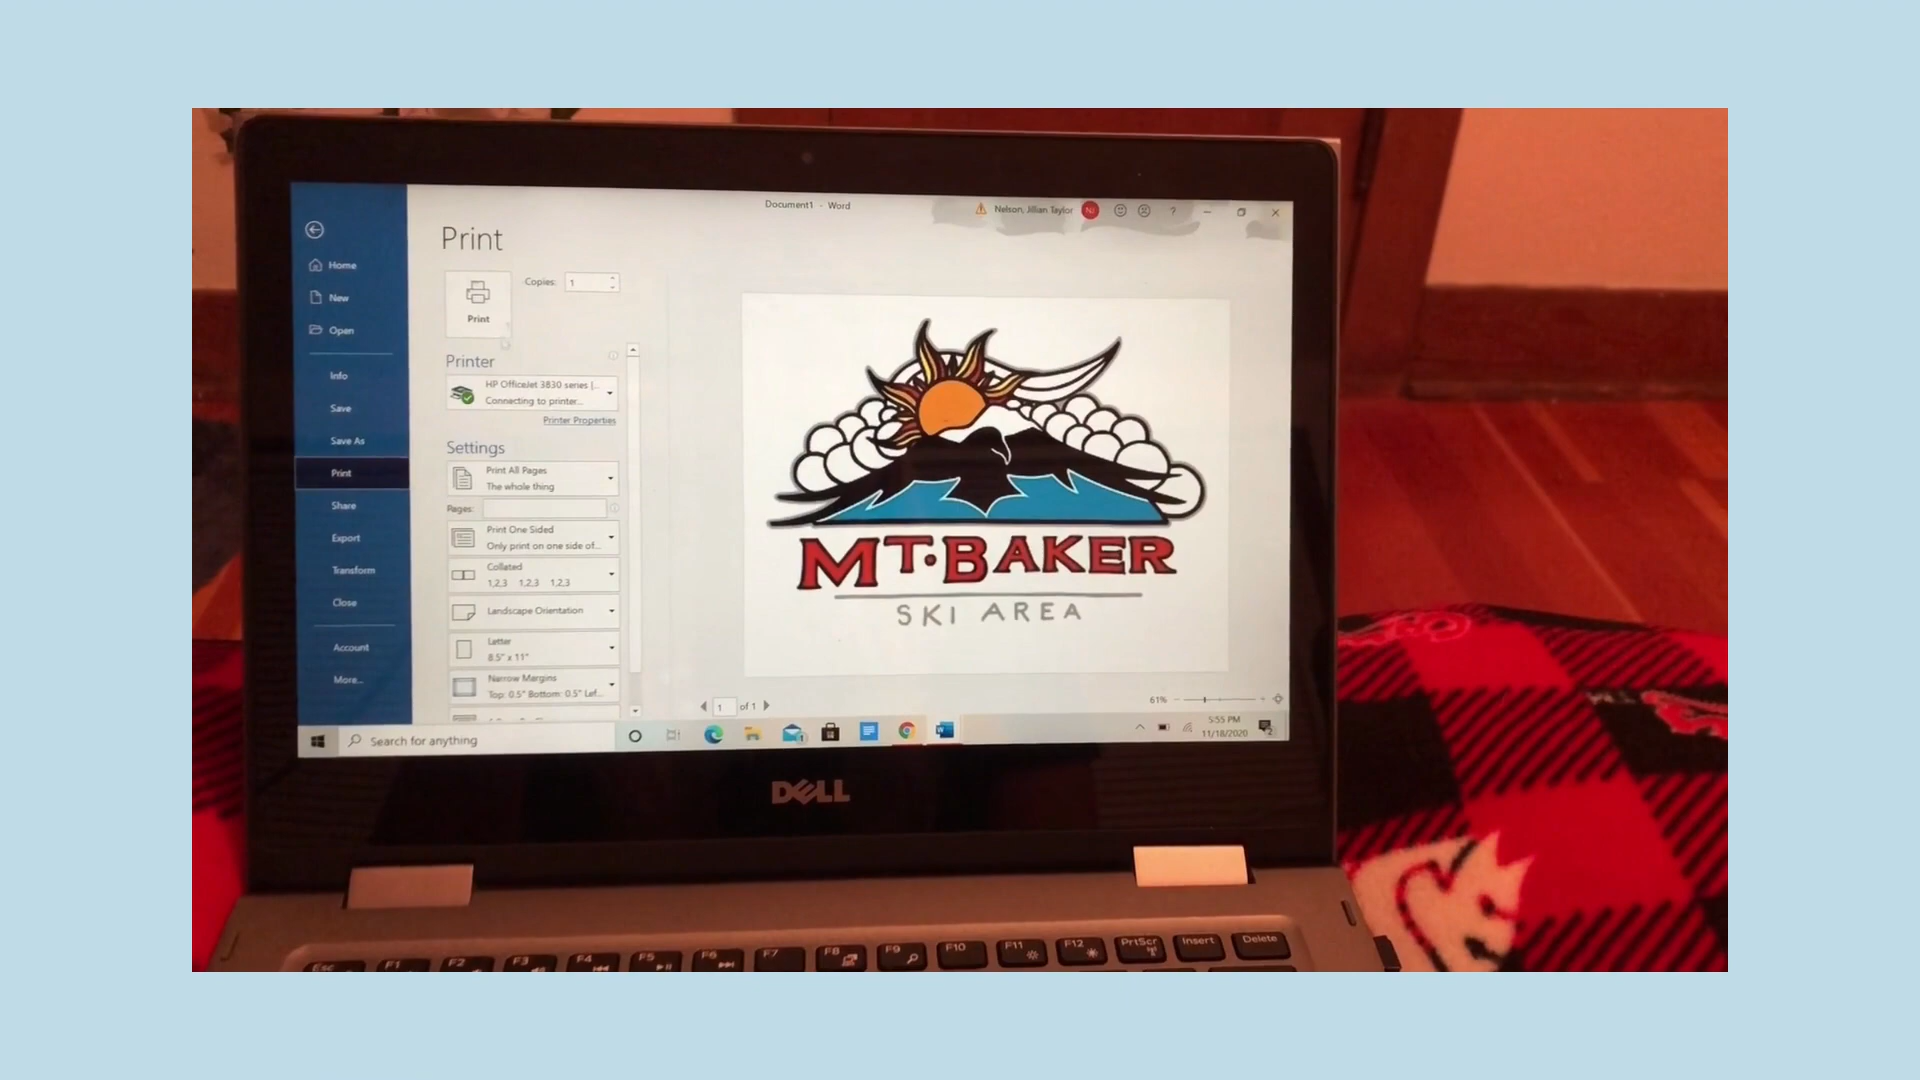 Document1 - Word
Nelson, Jillian Taylor
NJ
?
Print
Home
New
Open
Info
Save
Save As
Print
Share
Export
Transform
Close
Account
More...
Print
Copies: 1
Printer
HP OfficeJet 3830 series (...
Connecting to printer...
Printer Properties
Settings
Print All Pages
The whole thing
Pages:
Print One Sided
Only print on one side of...
Collated
1,2,3 1,2,3 1,2,3
Landscape Orientation
Letter
8.5" x 11"
Narrow Margins
Top: 0.5" Bottom: 0.5" Lef...
MT. BAKER
SKI AREA
1 of 1
61%
Search for anything
5:55 PM
11/18/2020
DELL
Esc F1 F2 F3 F4 F5 F6 F7 F8 F9 F10 F11 F12 PrtScr Insert Delete